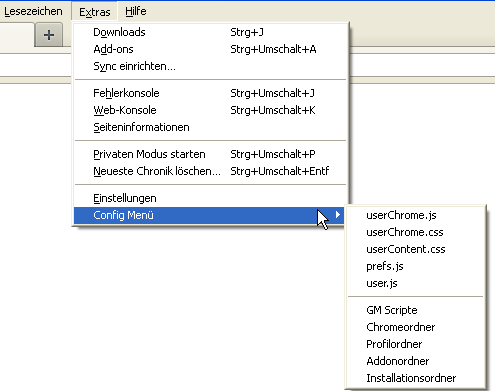 Lesezeichen Extras Hilfe
Downloads Strg+J
Add-ons Strg+Umschalt+A
Sync einrichten...
Fehlerkonsole Strg+Umschalt+J
Web-Konsole Strg+Umschalt+K
Seiteninformationen
Privaten Modus starten Strg+Umschalt+P
Neueste Chronik löschen... Strg+Umschalt+Entf
Einstellungen
Config Menü
userChrome.js
userChrome.css
userContent.css
prefs.js
user.js
GM Scripte
Chromeordner
Profilordner
Addonordner
Installationsordner